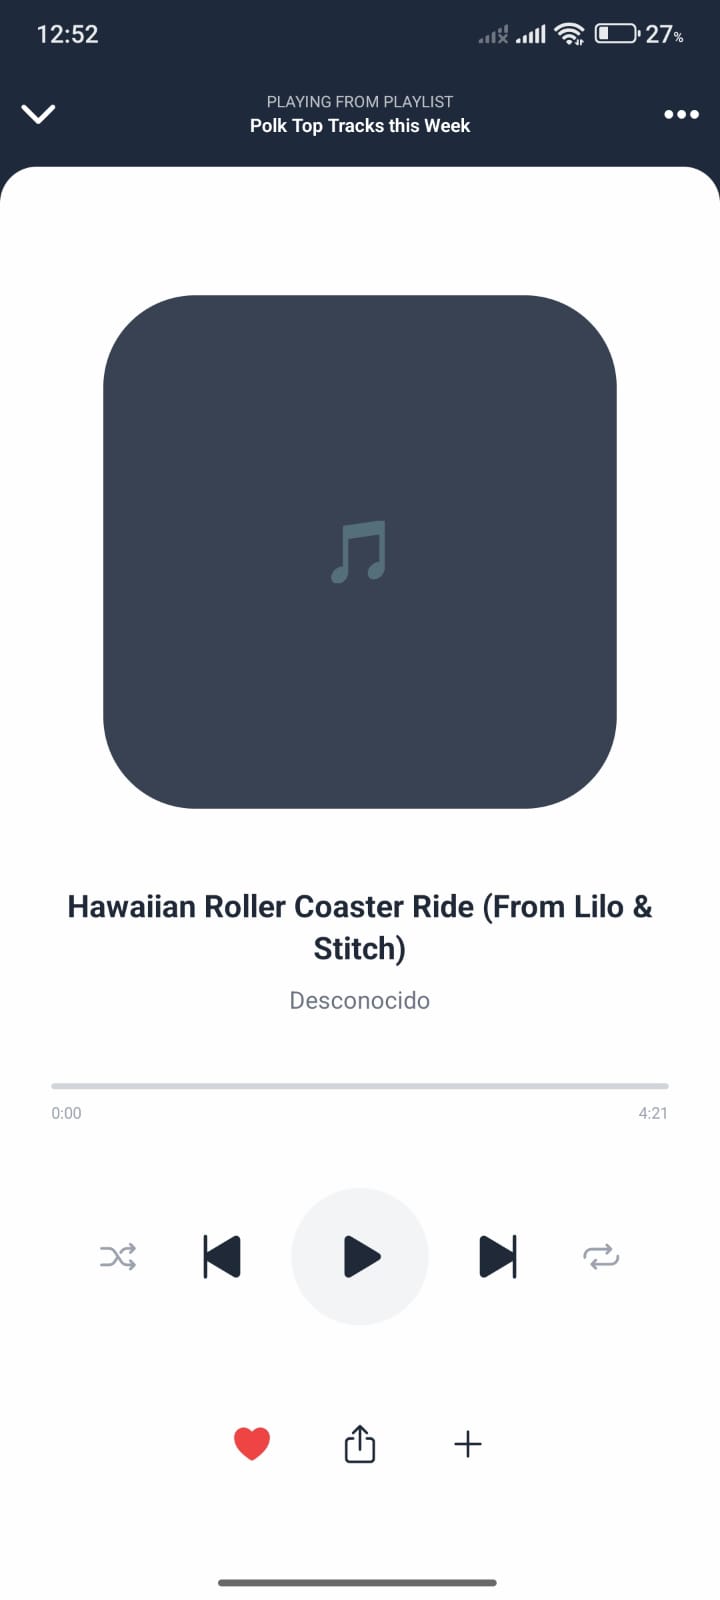 12:52
27%
PLAYING FROM PLAYLIST
Polk Top Tracks this Week
Hawaiian Roller Coaster Ride (From Lilo &
Stitch)
Desconocido
0:00
4:21